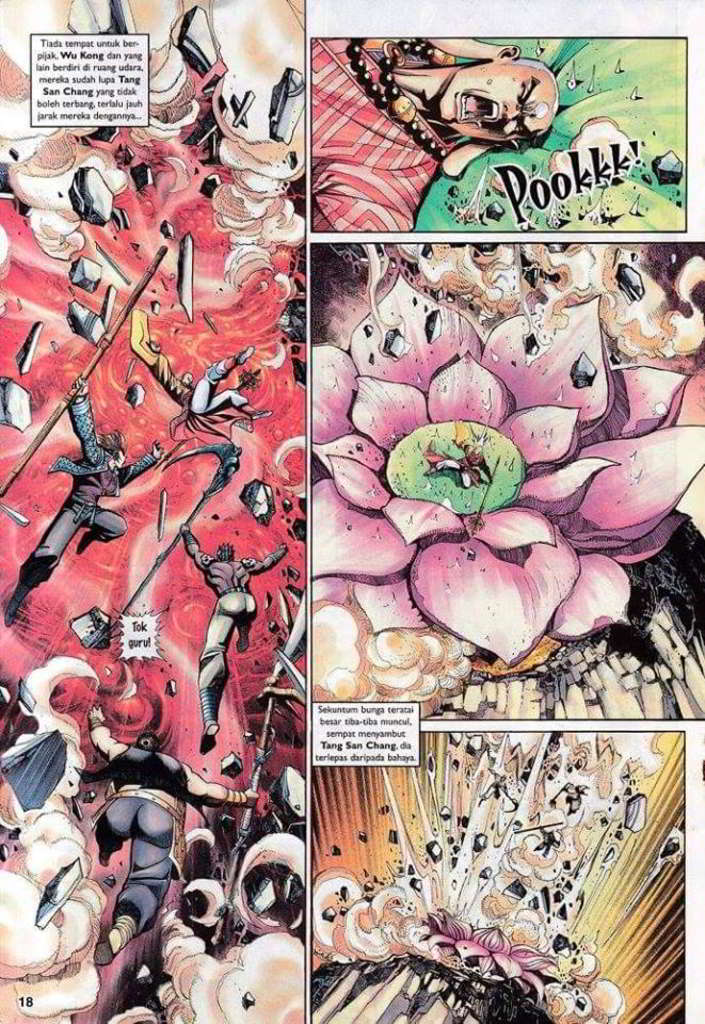 Tiada tempat untuk ber-
pijak, Wu Kong dan yang
lain berdiri di ruang udara,
mereka sudah lupa Tang
San Chang yang tidak
boleh terbang, terlalu jauh
jarak mereka dengannya...
Pookkk!
Tok
guru!
Sekuntum bunga teratai
besar tiba-tiba muncul,
sempat menyambut
Tang San Chang, dia
terlepas daripada bahaya.
18